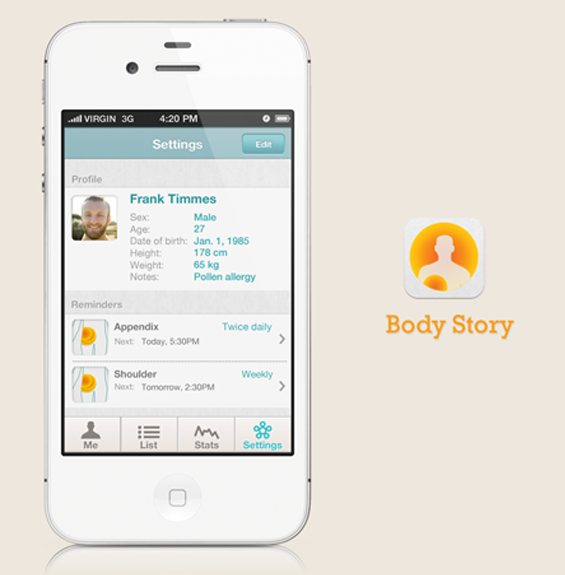 VIRGIN 3G 4:20 PM
Settings
Edit
Profile
Frank Timmes
Sex: Male
Age: 27
Date of birth: Jan. 1, 1985
Height: 178 cm
Weight: 65 kg
Notes: Pollen allergy
Reminders
Appendix Twice daily
Next: Today, 5:30PM
Shoulder Weekly
Next: Tomorrow, 2:30PM
Me List Stats Settings
Body Story